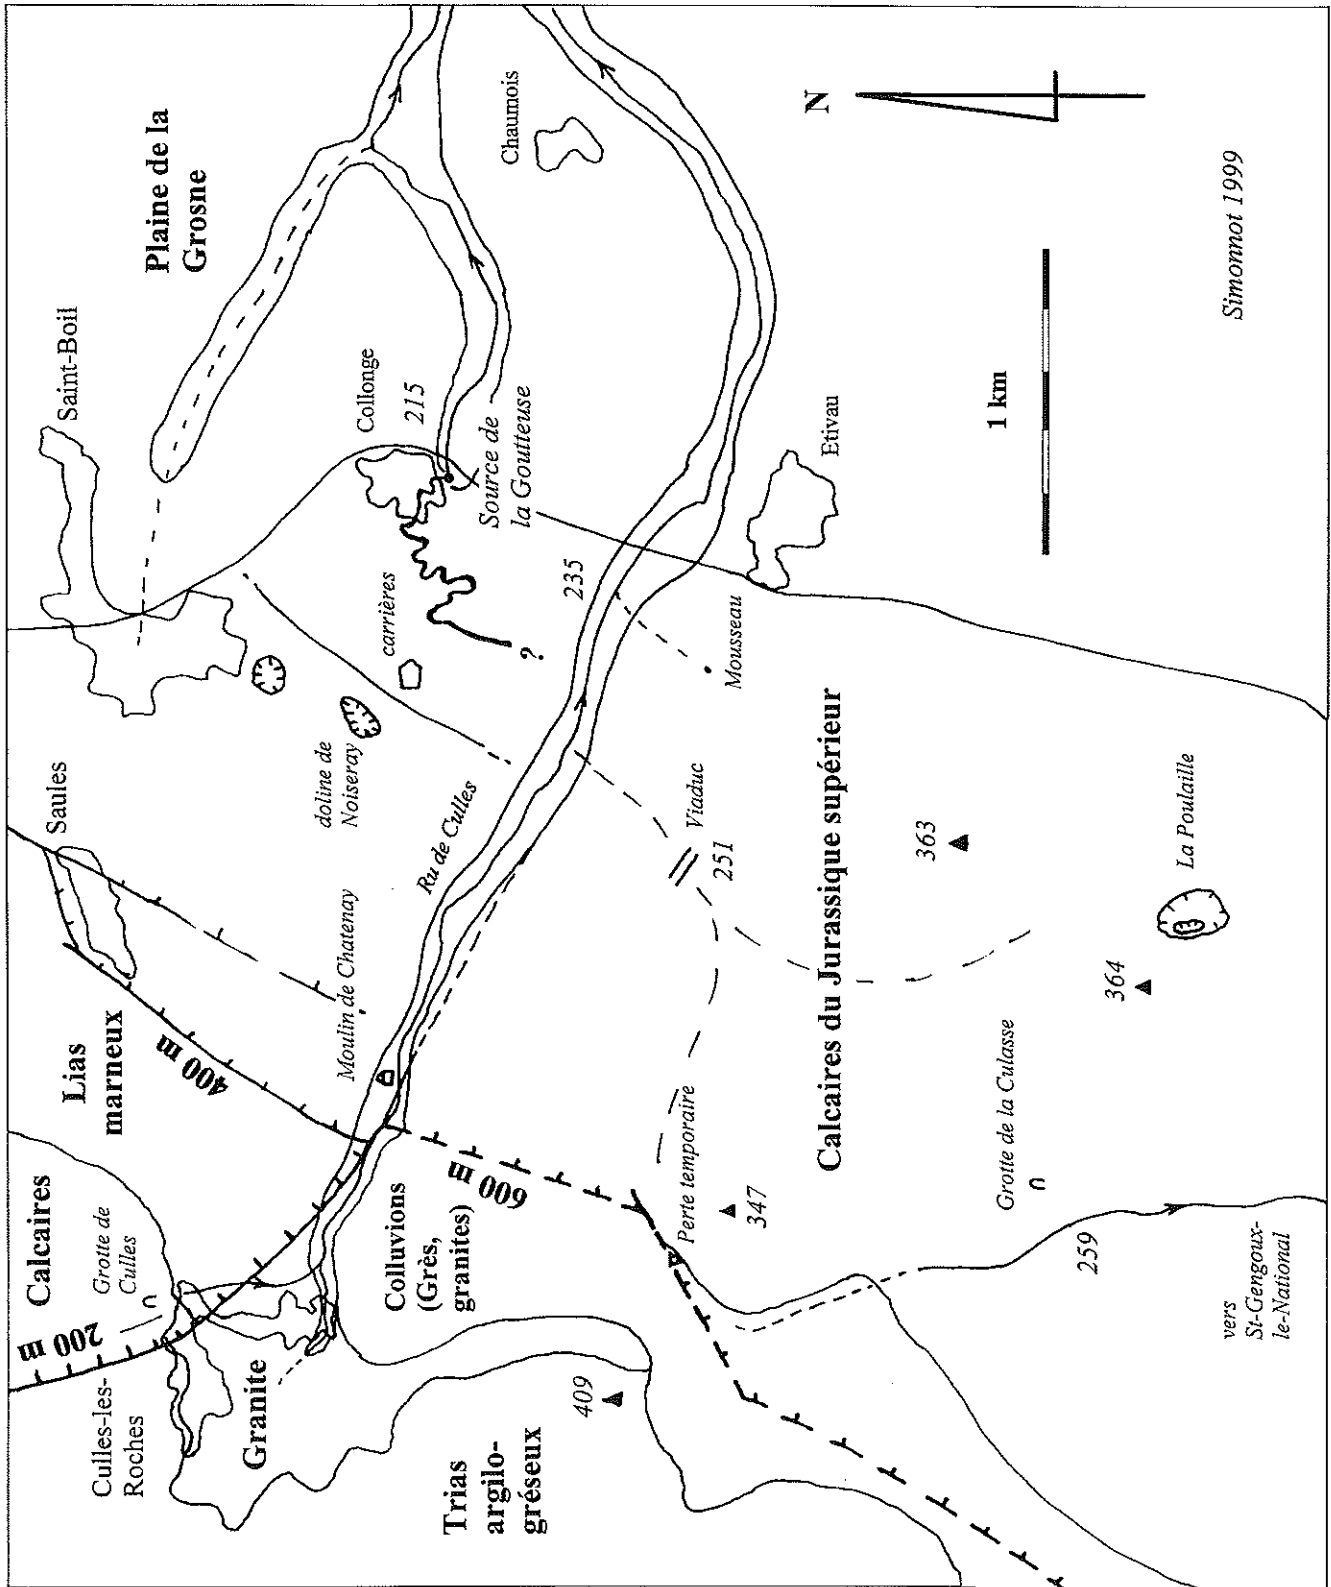 Culles-les-
Roches
200 m
Calcaires
Grotte de
Culles
Lias
marneux
400 m
Saules
Saint-Boil
Plaine de la
Grosne
Granite
Colluvions
(Grès,
granites)
600 m
Moulin de Chatenay
doline de
Noiseray
carrières
Collonge
215
Source de
la Goutteuse
Chaumois
Trias
argilo-
gréseux
409
Ru de Culles
235
?
Perte temporaire
347
Viaduc
251
Mousseau
Etivau
N
Calcaires du Jurassique supérieur
363
Grotte de la Culasse
259
364
La Poulaille
1 km
vers
St-Gengoux-
le-National
Simonnot 1999